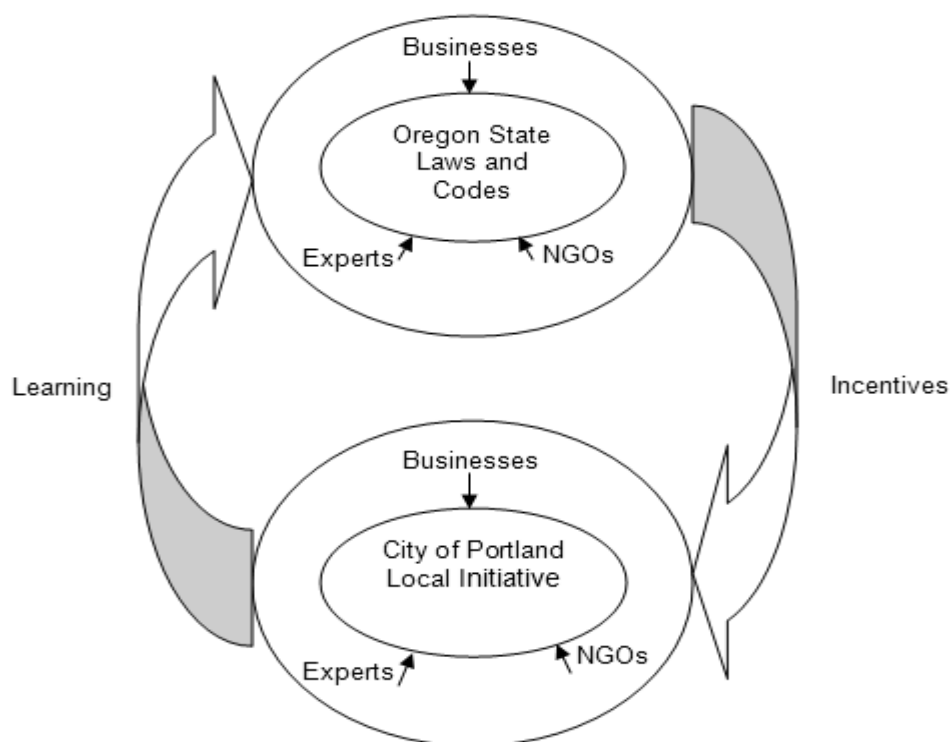 Businesses
Oregon State
Laws and
Codes
Experts
NGOs
Learning
Incentives
Businesses
City of Portland
Local Initiative
Experts
NGOs